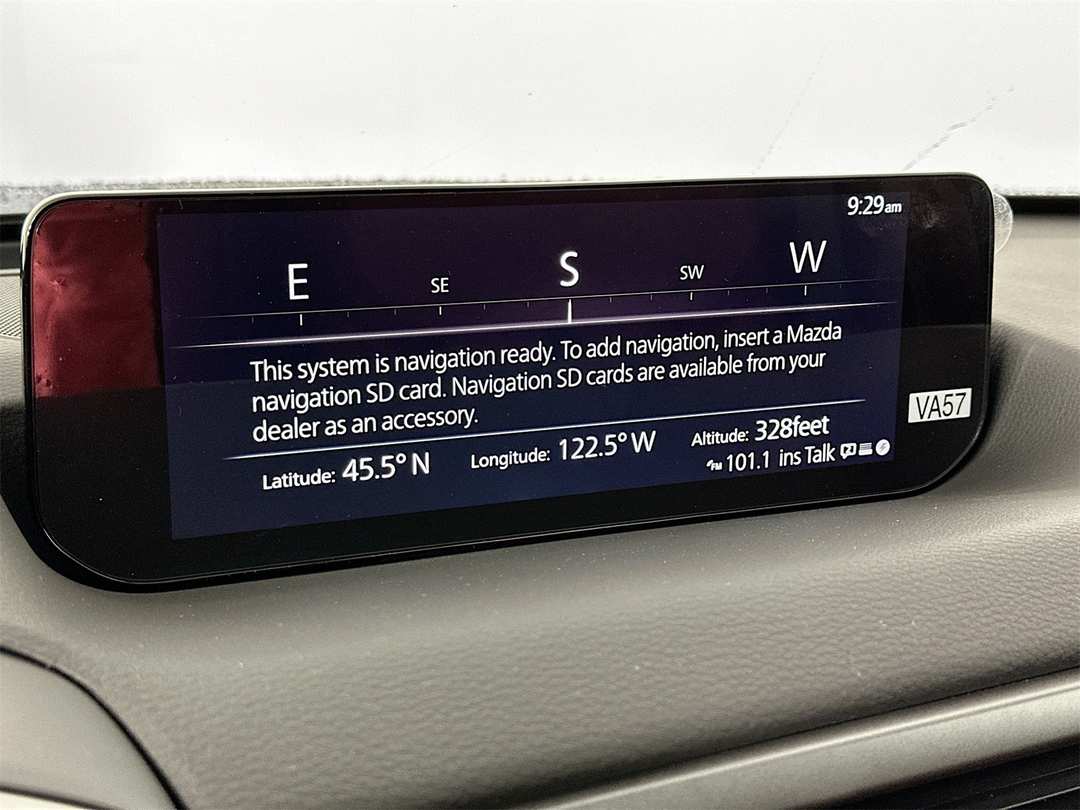 9:29am
E SE S SW W
This system is navigation ready. To add navigation, insert a Mazda
navigation SD card. Navigation SD cards are available from your
dealer as an accessory.
Latitude: 45.5° N Longitude: 122.5° W Altitude: 328feet
FM 101.1 ins Talk
VA57